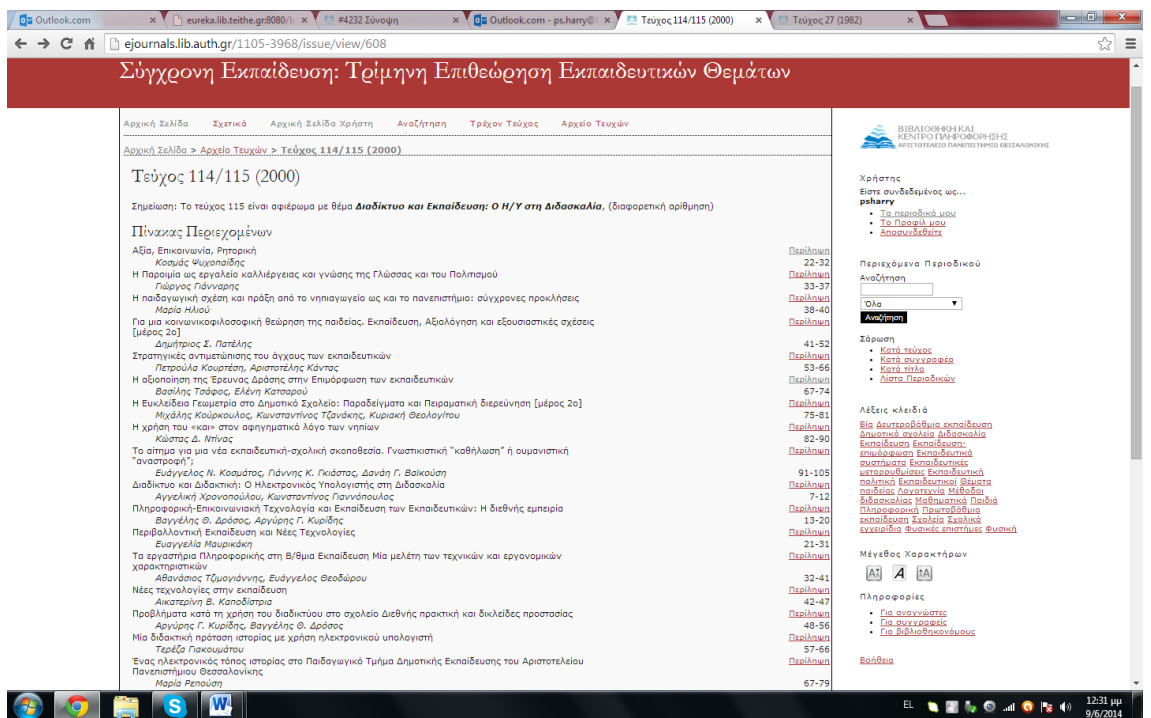 Outlook.com
eureka.lib.teithe.gr:8080/b
#4232 Σύνοψη
Outlook.com - ps.harry@
Τεύχος 114/115 (2000)
Τεύχος 27 (1982)
ejournals.lib.auth.gr/1105-3968/issue/view/608
Σύγχρονη Εκπαίδευση: Τρίμηνη Επιθεώρηση Εκπαιδευτικών Θεμάτων
Αρχική Σελίδα Σχετικά Αρχική Σελίδα Χρήστη Αναζήτηση Τρέχον Τεύχος Αρχείο Τευχών
Αρχική Σελίδα > Αρχείο Τευχών > Τεύχος 114/115 (2000)
Τεύχος 114/115 (2000)
Σημείωση: Το τεύχος 115 είναι αφιέρωμα με θέμα Διαδίκτυο και Εκπαίδευση: Ο Η/Υ στη Διδασκαλία, (διαφορετική αρίθμηση)
Πίνακας Περιεχομένων
Αξία, Επικοινωνία, Ρητορική Περίληψη
Κοσμάς Ψυχοπαίδης 22-32
Η Παροιμία ως εργαλείο καλλιέργειας και γνώσης της Γλώσσας και του Πολιτισμού Περίληψη
Γιώργος Γιάνναρης 33-37
Η παιδαγωγική σχέση και πράξη από το νηπιαγωγείο ως και το πανεπιστήμιο: σύγχρονες προκλήσεις Περίληψη
Μαρία Ηλιού 38-40
Για μια κοινωνικοφιλοσοφική θεώρηση της παιδείας. Εκπαίδευση, Αξιολόγηση και εξουσιαστικές σχέσεις Περίληψη
[μέρος 2ο]
Δημήτριος Σ. Πατέλης 41-52
Στρατηγικές αντιμετώπισης του άγχους των εκπαιδευτικών Περίληψη
Πετρούλα Κουρτέση, Αριστοτέλης Κάντας 53-66
Η αξιοποίηση της Έρευνας Δράσης στην Επιμόρφωση των εκπαιδευτικών Περίληψη
Βασίλης Τσάφος, Ελένη Κατσαρού 67-74
Η Ευκλείδεια Γεωμετρία στο Δημοτικό Σχολείο: Παραδείγματα και Πειραματική διερεύνηση [μέρος 2ο] Περίληψη
Μιχάλης Κούρκουλος, Κωνσταντίνος Τζανάκης, Κυριακή Θεολογίτου 75-81
Η χρήση του «και» στον αφηγηματικό λόγο των νηπίων Περίληψη
Κώστας Δ. Ντίνας 82-90
Το αίτημα για μια νέα εκπαιδευτική-σχολική σκοποθεσία. Γνωστικιστική "καθήλωση" ή ουμανιστική Περίληψη
"αναστροφή";
Ευάγγελος Ν. Κοσμάτος, Γιάννης Κ. Γκιάστας, Δανάη Γ. Βαϊκούση 91-105
Διαδίκτυο και Διδακτική: Ο Ηλεκτρονικός Υπολογιστής στη Διδασκαλία Περίληψη
Αγγελική Χρονοπούλου, Κωνσταντίνος Γιαννόπουλος 7-12
Πληροφορική-Επικοινωνιακή Τεχνολογία και Εκπαίδευση των Εκπαιδευτικών: Η διεθνής εμπειρία Περίληψη
Βαγγέλης Θ. Δρόσος, Αργύρης Γ. Κυρίδης 13-20
Περιβαλλοντική Εκπαίδευση και Νέες Τεχνολογίες Περίληψη
Ευαγγελία Μαυρικάκη 21-31
Τα εργαστήρια Πληροφορικής στη Β/θμια Εκπαίδευση Μία μελέτη των τεχνικών και εργονομικών Περίληψη
χαρακτηριστικών
Αθανάσιος Τζιμογιάννης, Ευάγγελος Θεοδώρου 32-41
Νέες τεχνολογίες στην εκπαίδευση Περίληψη
Αικατερίνη Β. Καποδίστρια 42-47
Προβλήματα κατά τη χρήση του διαδικτύου στο σχολείο Διεθνής πρακτική και δικλείδες προστασίας Περίληψη
Αργύρης Γ. Κυρίδης, Βαγγέλης Θ. Δρόσος 48-56
Μία διδακτική πρόταση ιστορίας με χρήση ηλεκτρονικού υπολογιστή Περίληψη
Τερέζα Γιακουμάτου 57-66
Ένας ηλεκτρονικός τόπος ιστορίας στο Παιδαγωγικό Τμήμα Δημοτικής Εκπαίδευσης του Αριστοτελείου Περίληψη
Πανεπιστήμιου Θεσσαλονίκης
Μαρία Ρεπούση 67-79
ΒΙΒΛΙΟΘΗΚΗ ΚΑΙ
ΚΕΝΤΡΟ ΠΛΗΡΟΦΟΡΗΣΗΣ
ΑΡΙΣΤΟΤΕΛΕΙΟ ΠΑΝΕΠΙΣΤΗΜΙΟ ΘΕΣΣΑΛΟΝΙΚΗΣ
Χρήστης
Είστε συνδεδεμένος ως...
psharry
Τα περιοδικά μου
Το Προφίλ μου
Αποσυνδεθείτε
Περιεχόμενα Περιοδικού
Αναζήτηση
Όλα
Αναζήτηση
Σάρωση
Κατά τεύχος
Κατά συγγραφέα
Κατά τίτλο
Λίστα Περιοδικών
Λέξεις κλειδιά
Βία Δευτεροβάθμια εκπαίδευση
Δημοτικά σχολεία Διδασκαλία
Εκπαίδευση Εκπαίδευση-
επιμόρφωση Εκπαιδευτικά
συστήματα Εκπαιδευτικές
μεταρρυθμίσεις Εκπαιδευτική
πολιτική Εκπαιδευτικοί Θέματα
παιδείας Λογοτεχνία Μέθοδοι
διδασκαλίας Μαθηματικά Παιδιά
Πληροφορική Πρωτοβάθμια
εκπαίδευση Σχολεία Σχολικά
εγχειρίδια Φυσικές επιστήμες Φυσική
Μέγεθος Χαρακτήρων
A A A
Πληροφορίες
Για αναγνώστες
Για συγγραφείς
Για βιβλιοθηκονόμους
Βοήθεια
EL 12:31 μμ
9/6/2014